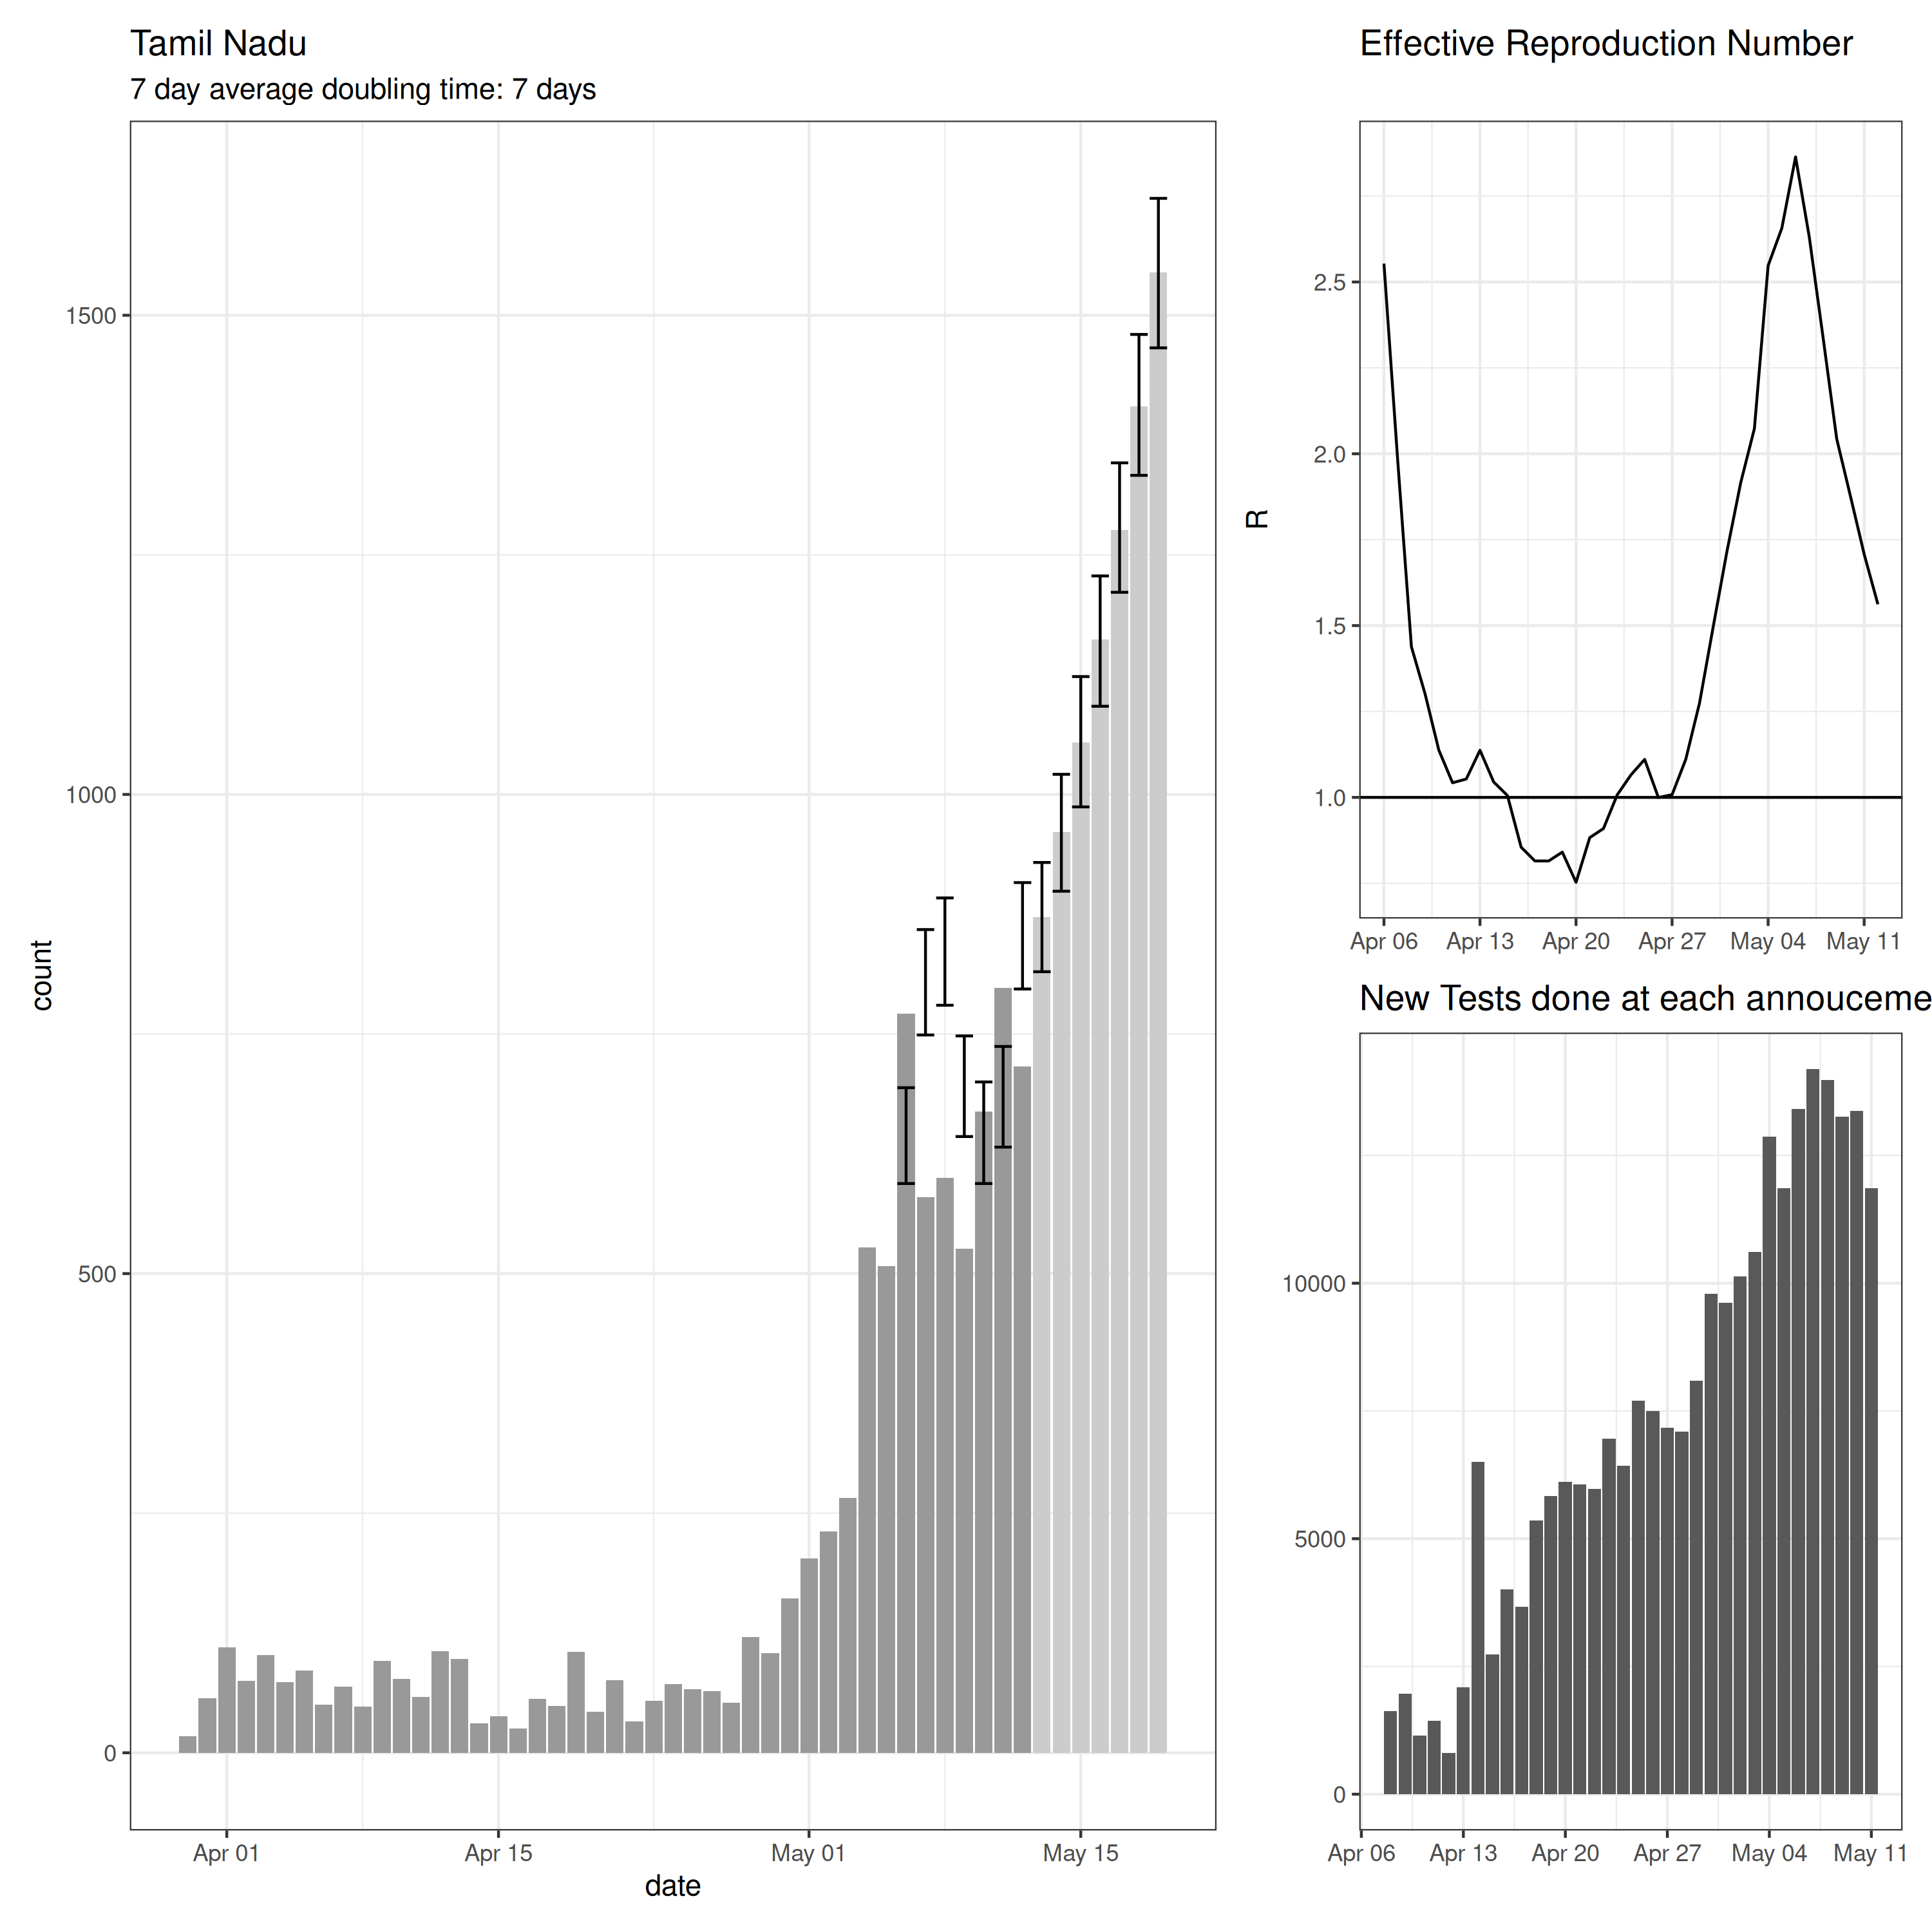 Tamil Nadu
7 day average doubling time: 7 days
count
1500
1000
500
0
Apr 01
Apr 15
May 01
May 15
date
Effective Reproduction Number
R
2.5
2.0
1.5
1.0
Apr 06
Apr 13
Apr 20
Apr 27
May 04
May 11
New Tests done at each annouceme
10000
5000
0
Apr 06
Apr 13
Apr 20
Apr 27
May 04
May 11